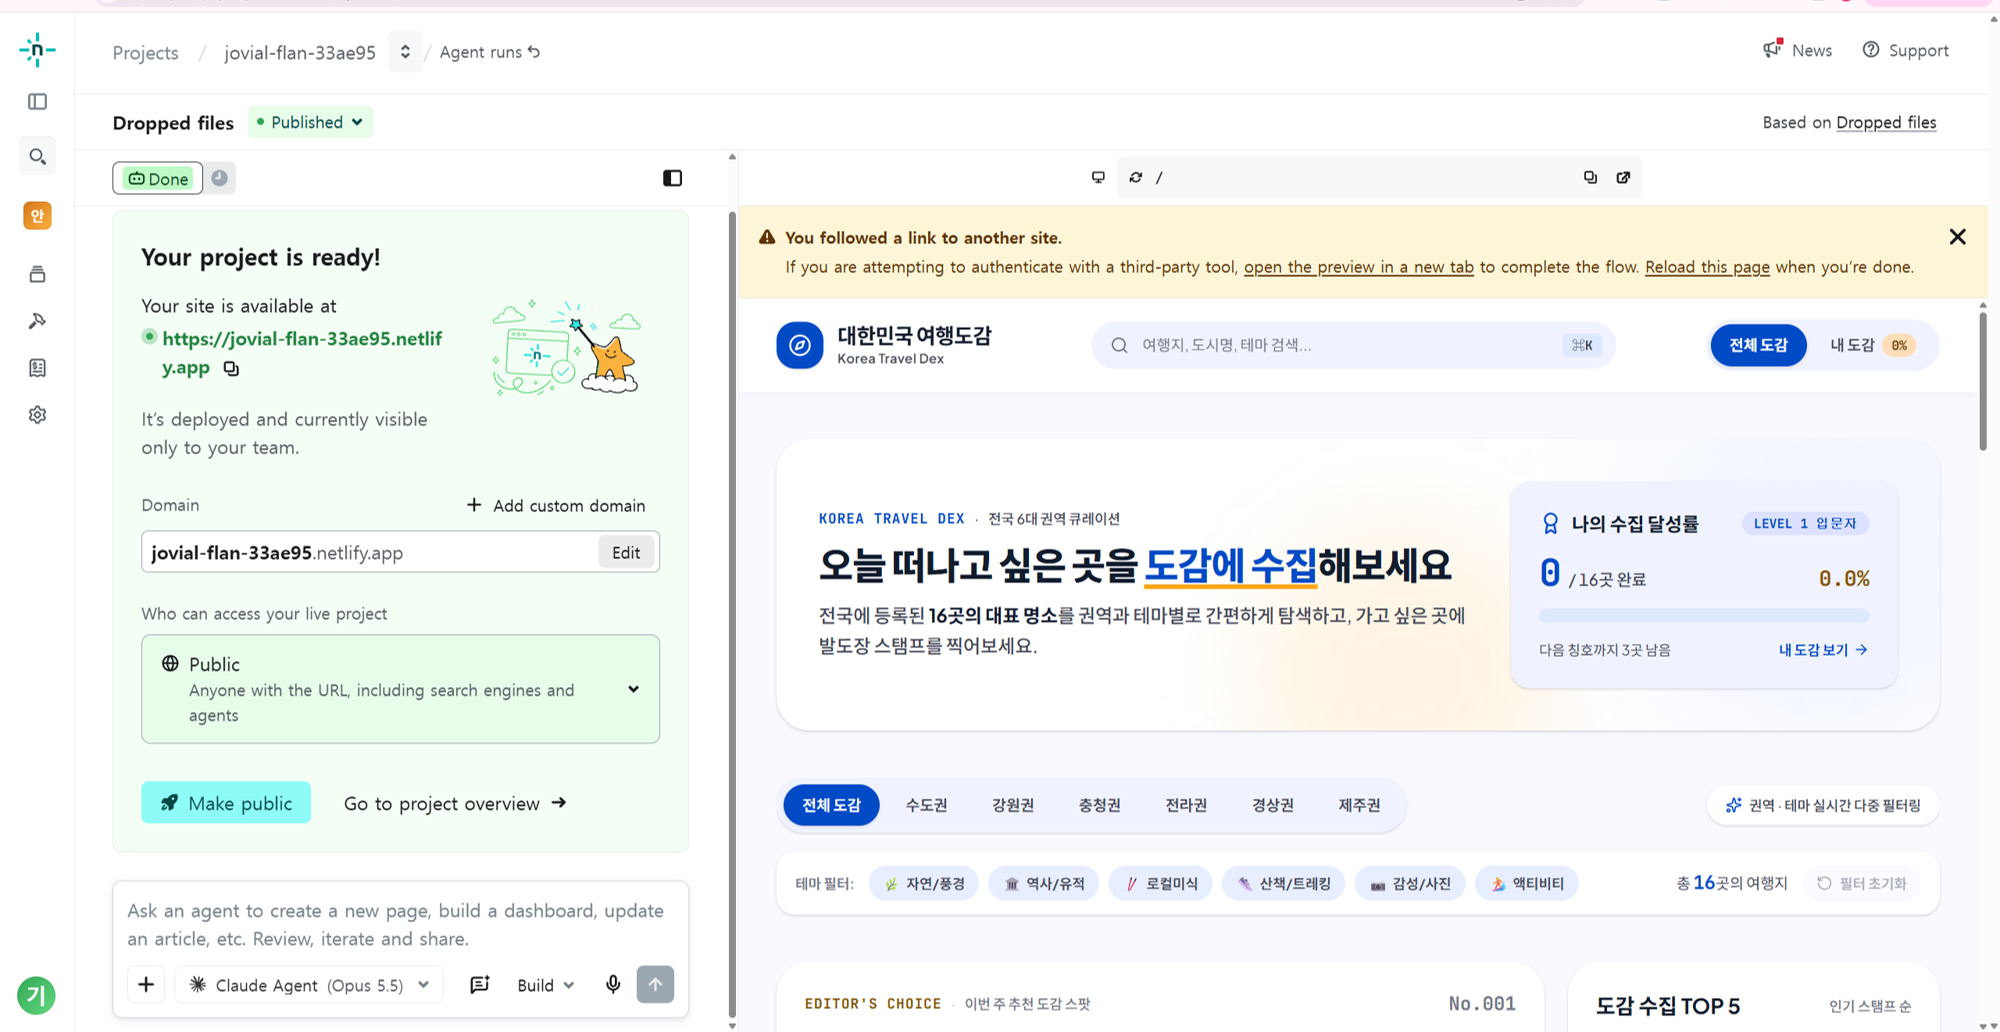 Projects / jovial-flan-33ae95 / Agent runs
News
Support
Dropped files
Published
Based on Dropped files
Done
/
안
Your project is ready!
Your site is available at
https://jovial-flan-33ae95.netlif
y.app
It's deployed and currently visible
only to your team.
Domain
+ Add custom domain
jovial-flan-33ae95.netlify.app
Edit
Who can access your live project
Public
Anyone with the URL, including search engines and
agents
Make public
Go to project overview →
Ask an agent to create a new page, build a dashboard, update
an article, etc. Review, iterate and share.
+
Claude Agent (Opus 5.5)
Build
기
You followed a link to another site.
If you are attempting to authenticate with a third-party tool, open the preview in a new tab to complete the flow. Reload this page when you're done.
대한민국 여행도감
Korea Travel Dex
여행지, 도시명, 테마 검색...
⌘K
전체 도감
내 도감 0%
KOREA TRAVEL DEX · 전국 6대 권역 큐레이션
오늘 떠나고 싶은 곳을 도감에 수집해보세요
전국에 등록된 16곳의 대표 명소를 권역과 테마별로 간편하게 탐색하고, 가고 싶은 곳에
발도장 스탬프를 찍어보세요.
나의 수집 달성률
LEVEL 1 입문자
0 / 16곳 완료
0.0%
다음 칭호까지 3곳 남음
내 도감 보기 →
전체 도감
수도권
강원권
충청권
전라권
경상권
제주권
권역 · 테마 실시간 다중 필터링
테마 필터:
자연/풍경
역사/유적
로컬미식
산책/트레킹
감성/사진
액티비티
총 16곳의 여행지
필터 초기화
EDITOR'S CHOICE · 이번 주 추천 도감 스팟
No.001
도감 수집 TOP 5
인기 스탬프 순